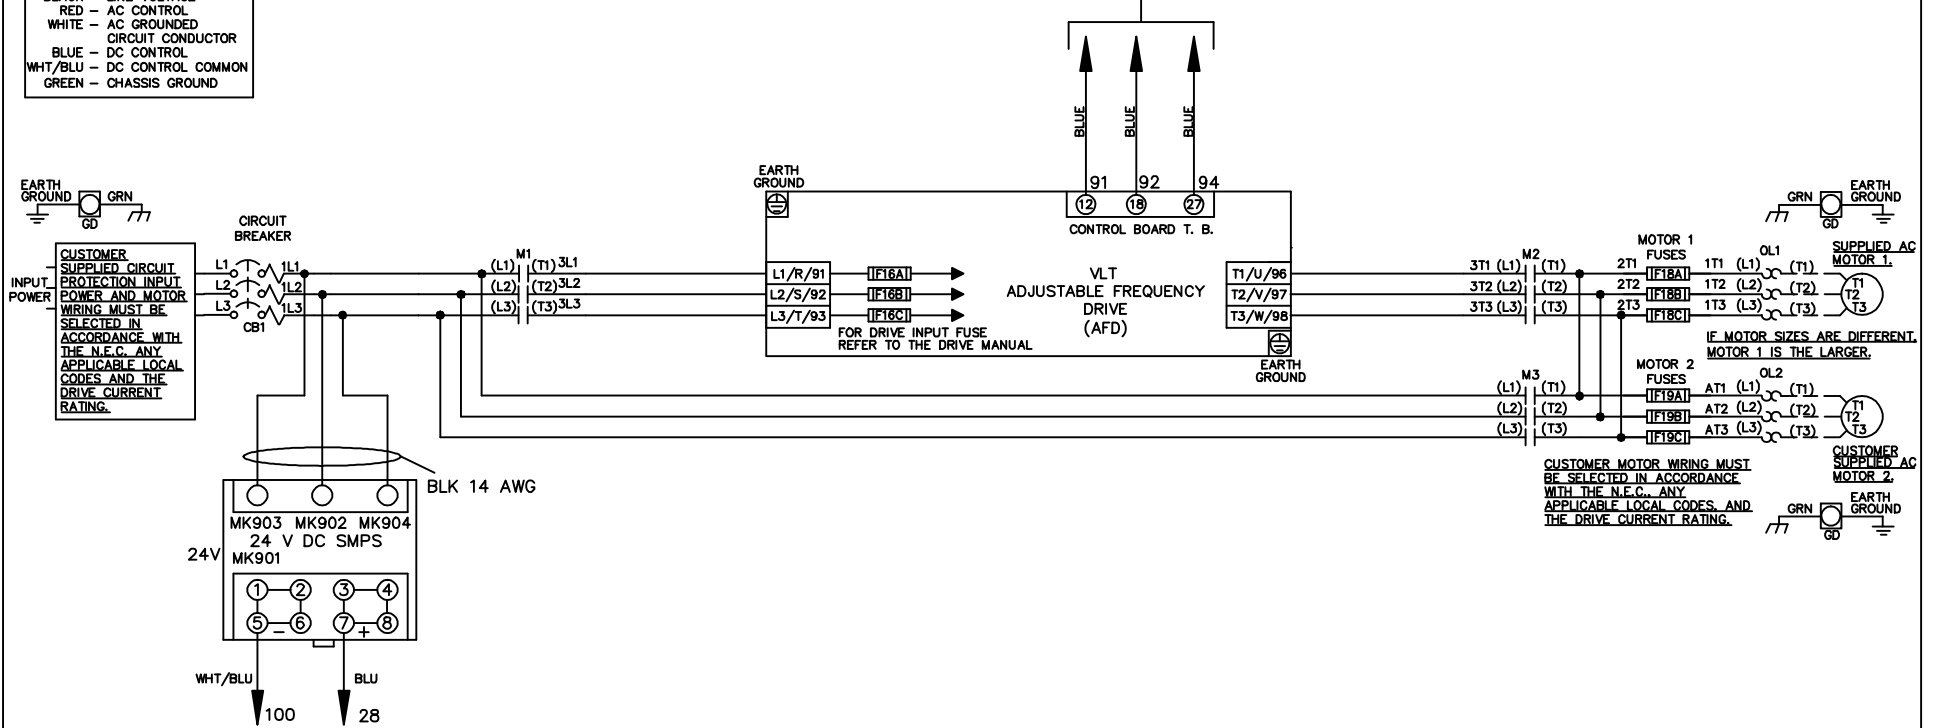 RED – AC CONTROL
WHITE – AC GROUNDED
CIRCUIT CONDUCTOR
BLUE – DC CONTROL
WHT/BLU – DC CONTROL COMMON
GREEN – CHASSIS GROUND
BLUE
BLUE
BLUE
91
92
94
12
18
27
CONTROL BOARD T. B.
EARTH
GROUND
GRN
GD
CUSTOMER
SUPPLIED CIRCUIT
PROTECTION INPUT
POWER AND MOTOR
WIRING MUST BE
SELECTED IN
ACCORDANCE WITH
THE N.E.C. ANY
APPLICABLE LOCAL
CODES AND THE
DRIVE CURRENT
RATING.
INPUT
POWER
CIRCUIT
BREAKER
L1
1L1
L2
1L2
L3
1L3
CB1
M1
(L1) (T1) 3L1
(L2) (T2) 3L2
(L3) (T3) 3L3
EARTH
GROUND
L1/R/91
L2/S/92
L3/T/93
F16A
F16B
F16C
FOR DRIVE INPUT FUSE
REFER TO THE DRIVE MANUAL
VLT
ADJUSTABLE FREQUENCY
DRIVE
(AFD)
T1/U/96
T2/V/97
T3/W/98
EARTH
GROUND
M2
3T1 (L1) (T1)
3T2 (L2) (T2)
3T3 (L3) (T3)
MOTOR 1
FUSES
2T1 F18A 1T1 (L1)
2T2 F18B 1T2 (L2)
2T3 F18C 1T3 (L3)
OL1
(T1)
(T2)
(T3)
T1
T2
T3
GRN
GD
EARTH
GROUND
SUPPLIED AC
MOTOR 1.
IF MOTOR SIZES ARE DIFFERENT,
MOTOR 1 IS THE LARGER.
M3
(L1) (T1)
(L2) (T2)
(L3) (T3)
MOTOR 2
FUSES
F19A AT1 (L1)
F19B AT2 (L2)
F19C AT3 (L3)
OL2
(T1)
(T2)
(T3)
T1
T2
T3
CUSTOMER
SUPPLIED AC
MOTOR 2.
CUSTOMER MOTOR WIRING MUST
BE SELECTED IN ACCORDANCE
WITH THE N.E.C., ANY
APPLICABLE LOCAL CODES, AND
THE DRIVE CURRENT RATING.
GRN
GD
EARTH
GROUND
BLK 14 AWG
MK903 MK902 MK904
24 V DC SMPS
24V
MK901
1 2 3 4
5 – 6 7 + 8
WHT/BLU
BLU
100
28